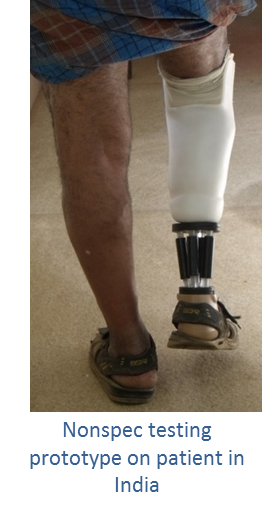 Nonspec testing
prototype on patient in
India